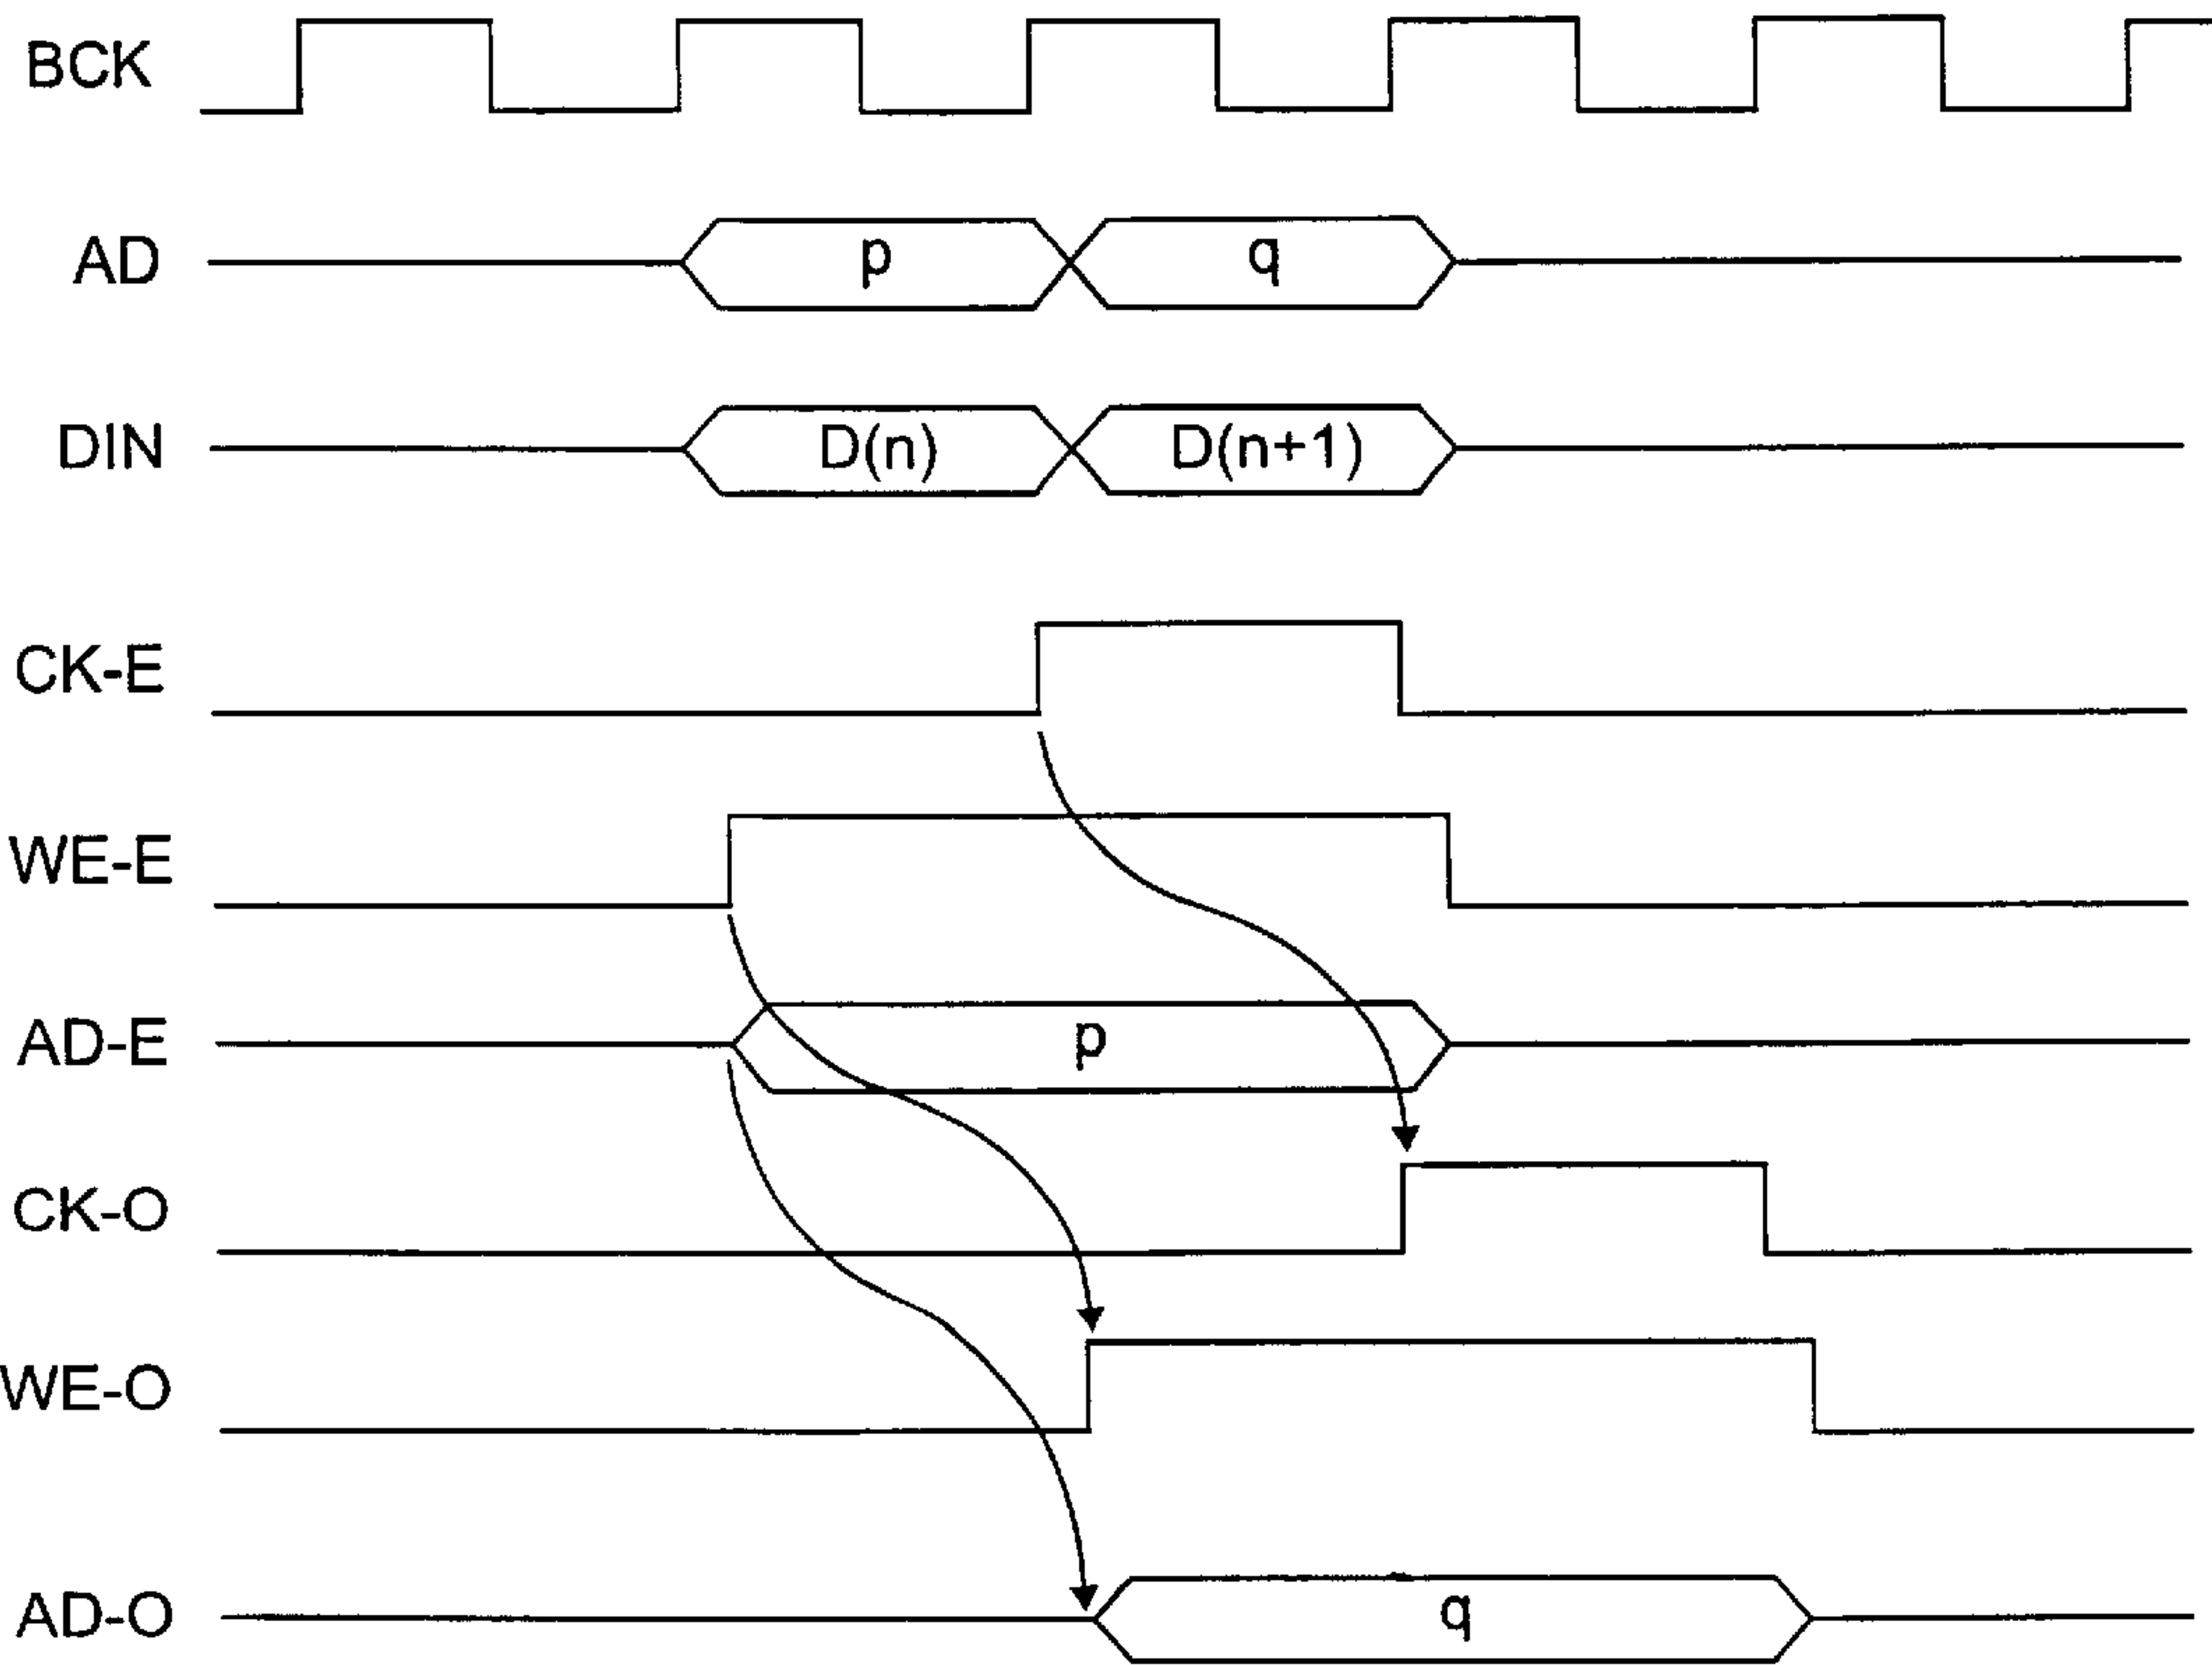 BCK
AD p q
DIN D(n) D(n+1)
CK-E
WE-E
AD-E p
CK-O
WE-O
AD-O q